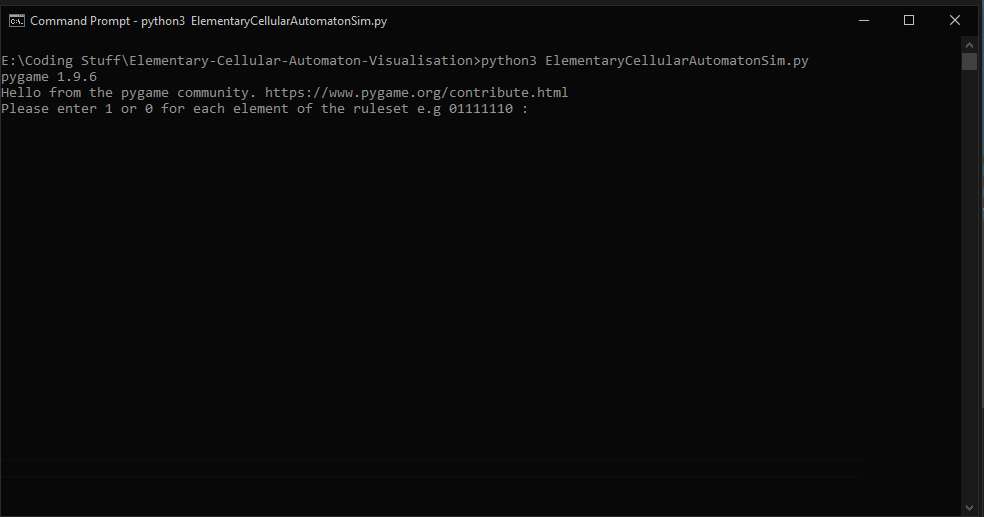 Command Prompt - python3  ElementaryCellularAutomatonSim.py
E:\Coding Stuff\Elementary-Cellular-Automaton-Visualisation>python3 ElementaryCellularAutomatonSim.py
pygame 1.9.6
Hello from the pygame community. https://www.pygame.org/contribute.html
Please enter 1 or 0 for each element of the ruleset e.g 01111110 :